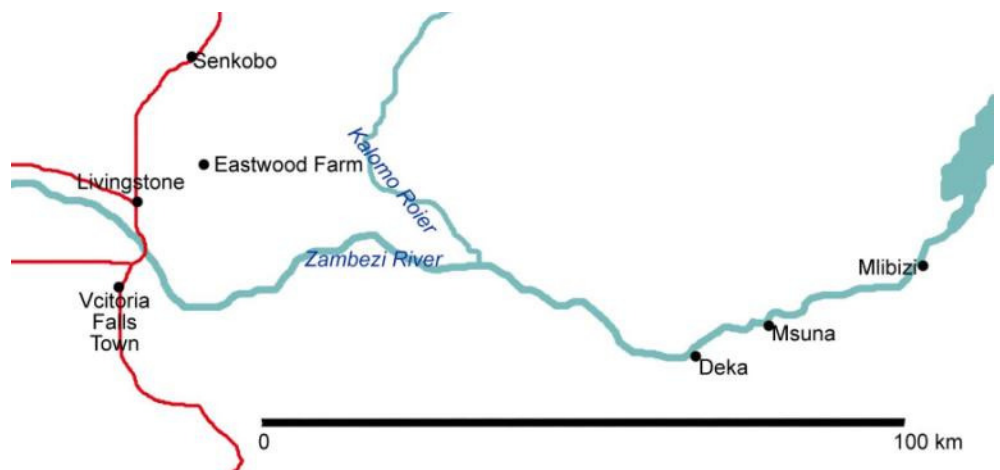 Senkobo
Eastwood Farm
Kalomo Roier
Livingstone
Zambezi River
Mlibizi
Vcitoria
Falls
Town
Msuna
Deka
0
100 km